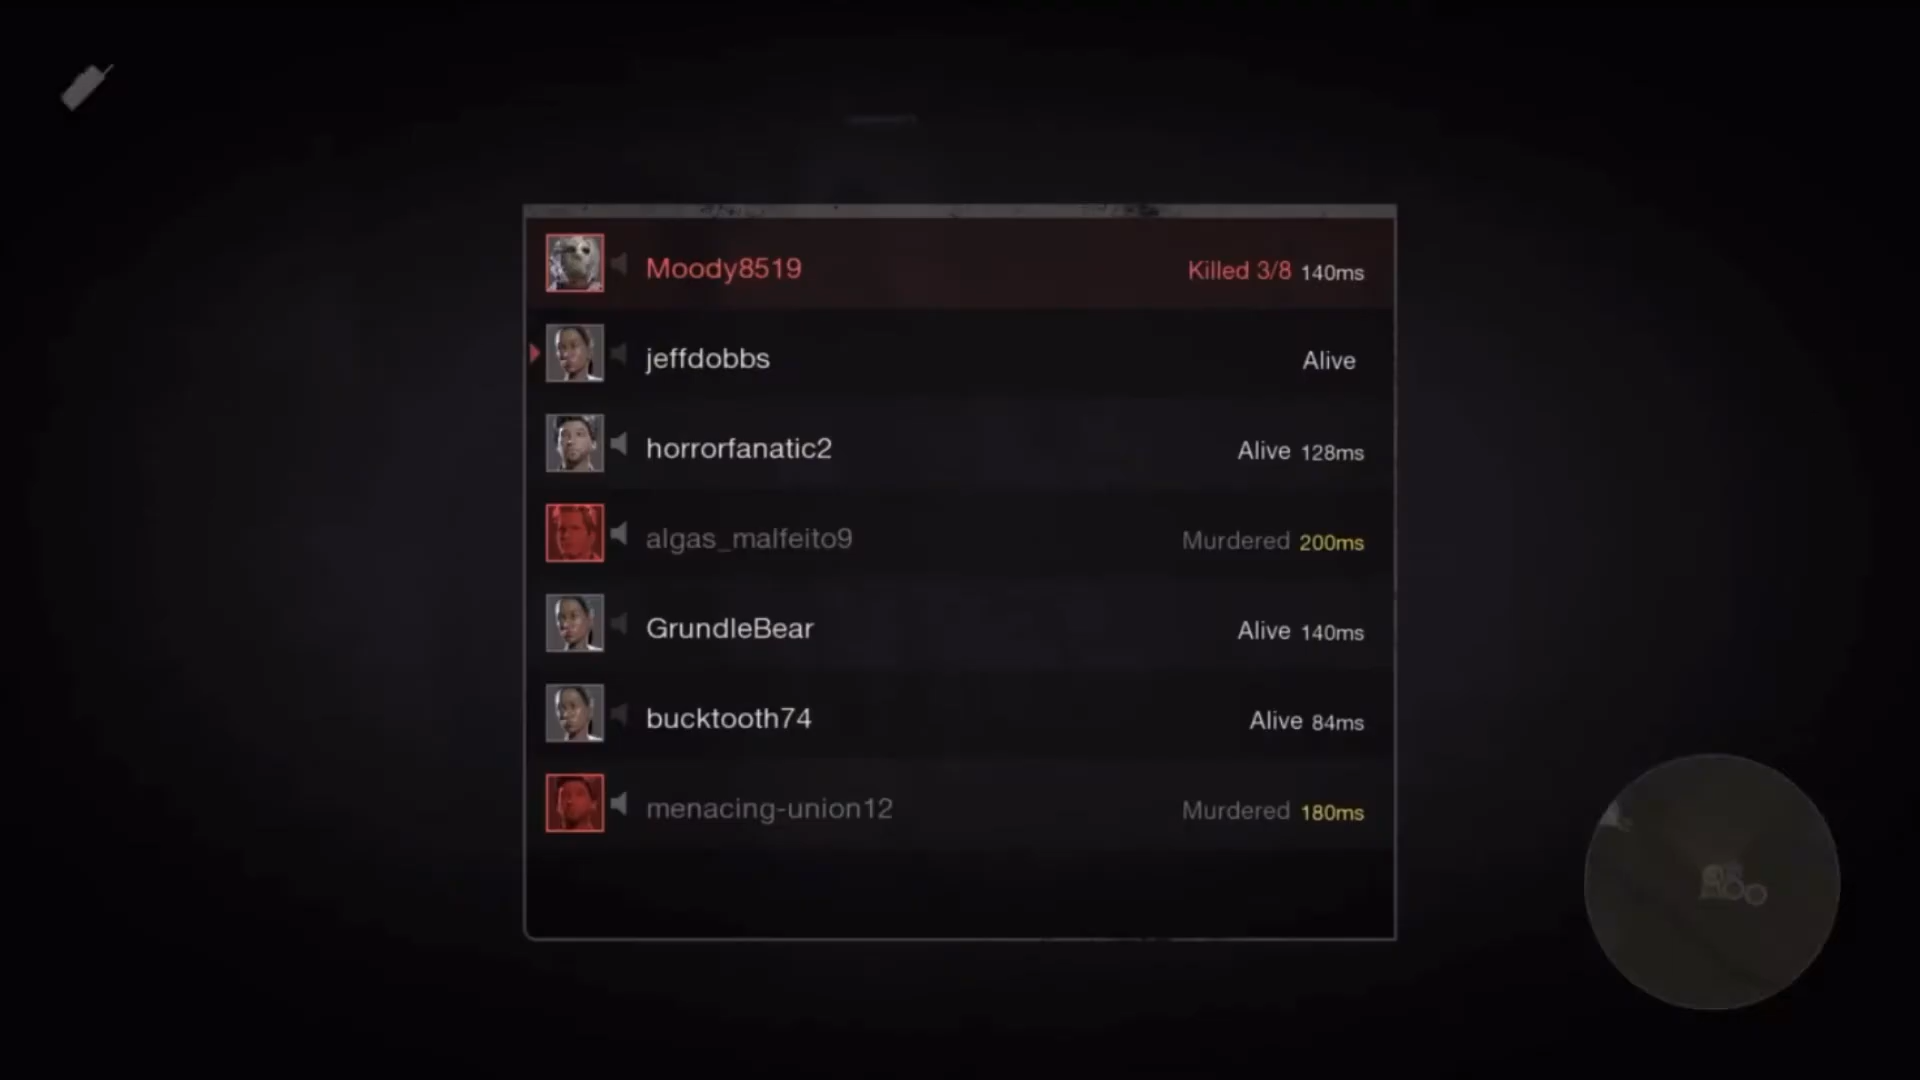 Moody8519 Killed 3/8 140ms
jeffdobbs Alive
horrorfanatic2 Alive 128ms
algas_malfeito9 Murdered 200ms
GrundleBear Alive 140ms
bucktooth74 Alive 84ms
menacing-union12 Murdered 180ms